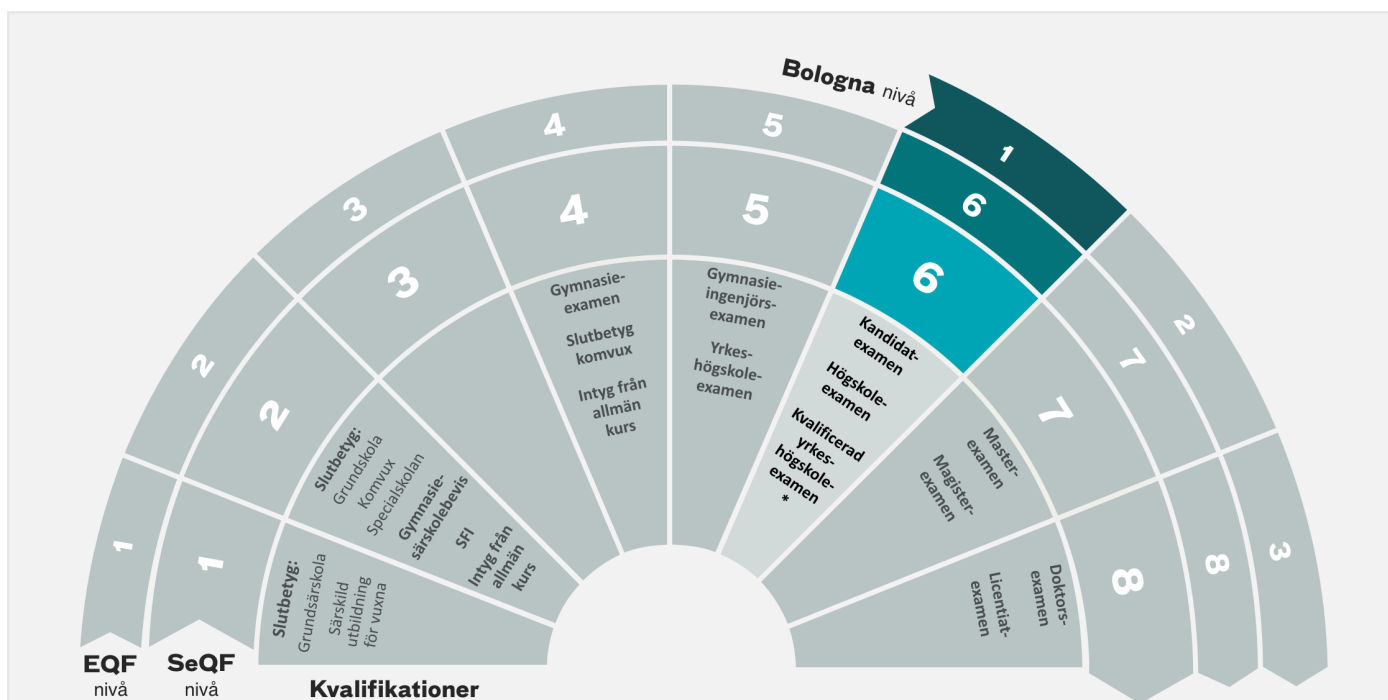 Bologna nivå
1
2
3
1
2
3
4
5
6
7
8
1
2
3
4
5
6
7
8
Slutbetyg:
Grundsärskola
Särskild
utbildning
för vuxna
Slutbetyg:
Grundskola
Komvux
Specialskolan
Gymnasie-
särskolebevis
SFI
Intyg från
allmän
kurs
Gymnasie-
examen
Slutbetyg
komvux
Intyg från
allmän
kurs
Gymnasie-
ingenjörs-
examen
Yrkes-
högskole-
examen
Kandidat-
examen
Högskole-
examen
Kvalificerad
yrkes-
högskole-
examen
*
Master-
examen
Magister-
examen
Doktors-
examen
Licentiat-
examen
EQF
nivå
SeQF
nivå
Kvalifikationer